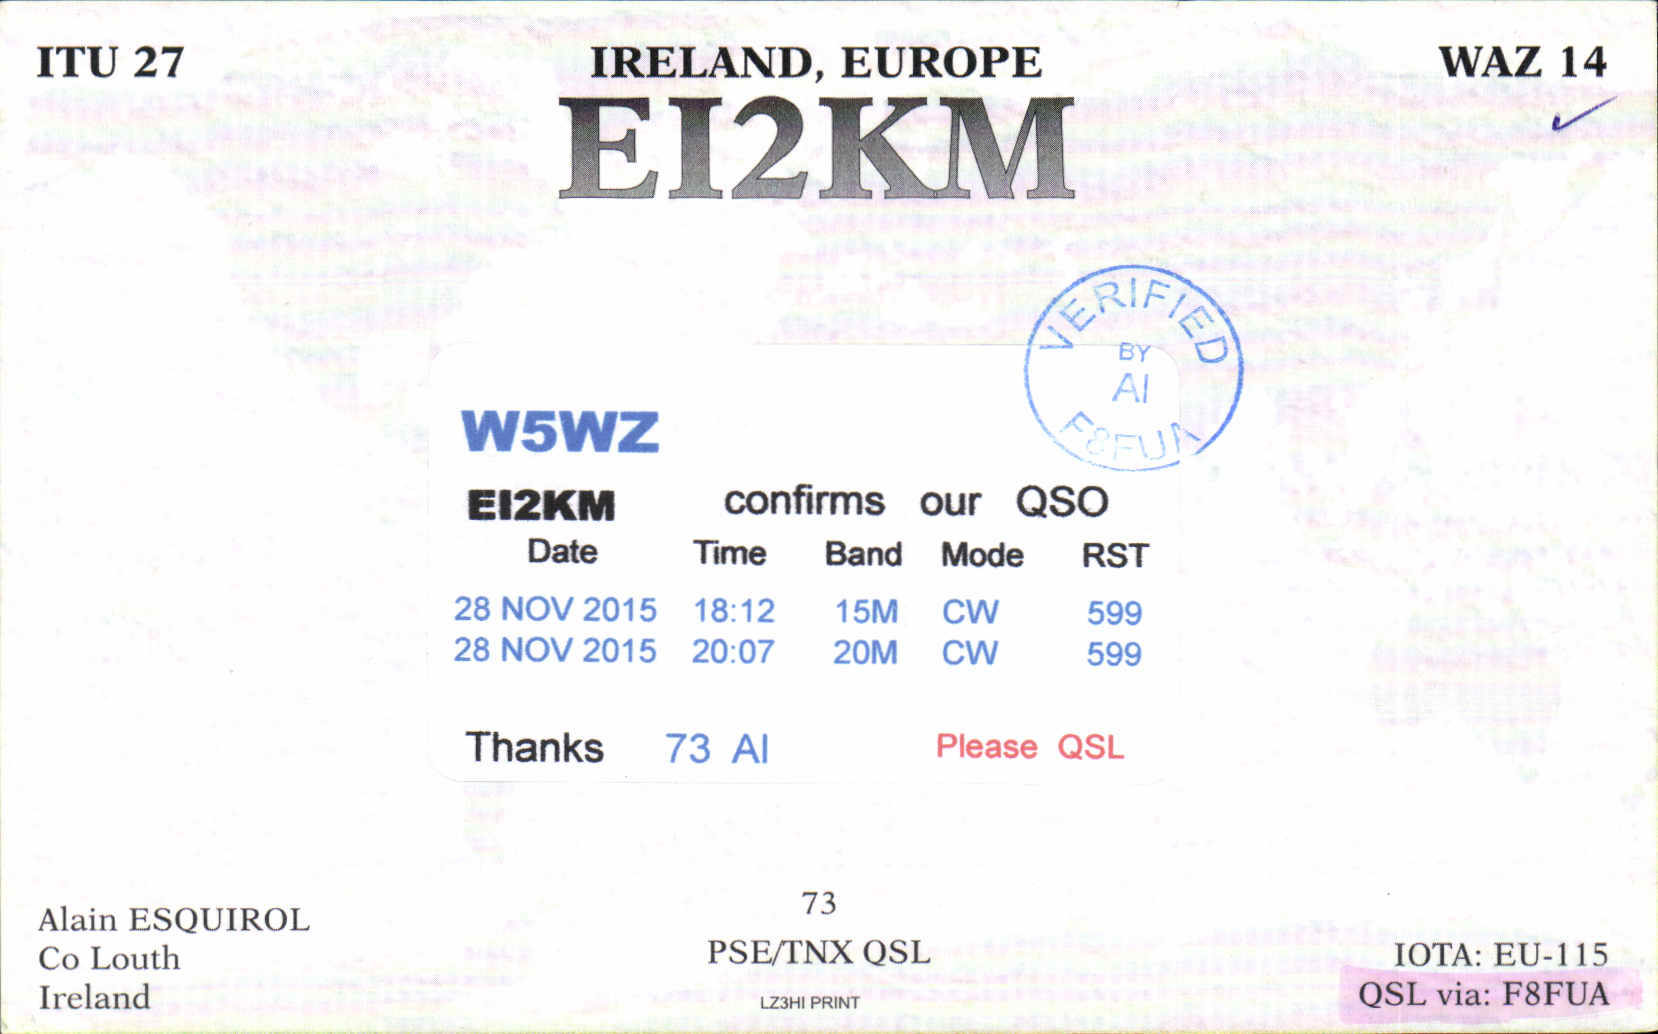 ITU 27
IRELAND, EUROPE
WAZ 14
EI2KM
VERIFIED
BY
Al
F8FUA
W5WZ
EI2KM confirms our QSO
Date Time Band Mode RST
28 NOV 2015 18:12 15M CW 599
28 NOV 2015 20:07 20M CW 599
Thanks 73 Al Please QSL
Alain ESQUIROL
Co Louth
Ireland
73
PSE/TNX QSL
LZ3HI PRINT
IOTA: EU-115
QSL via: F8FUA